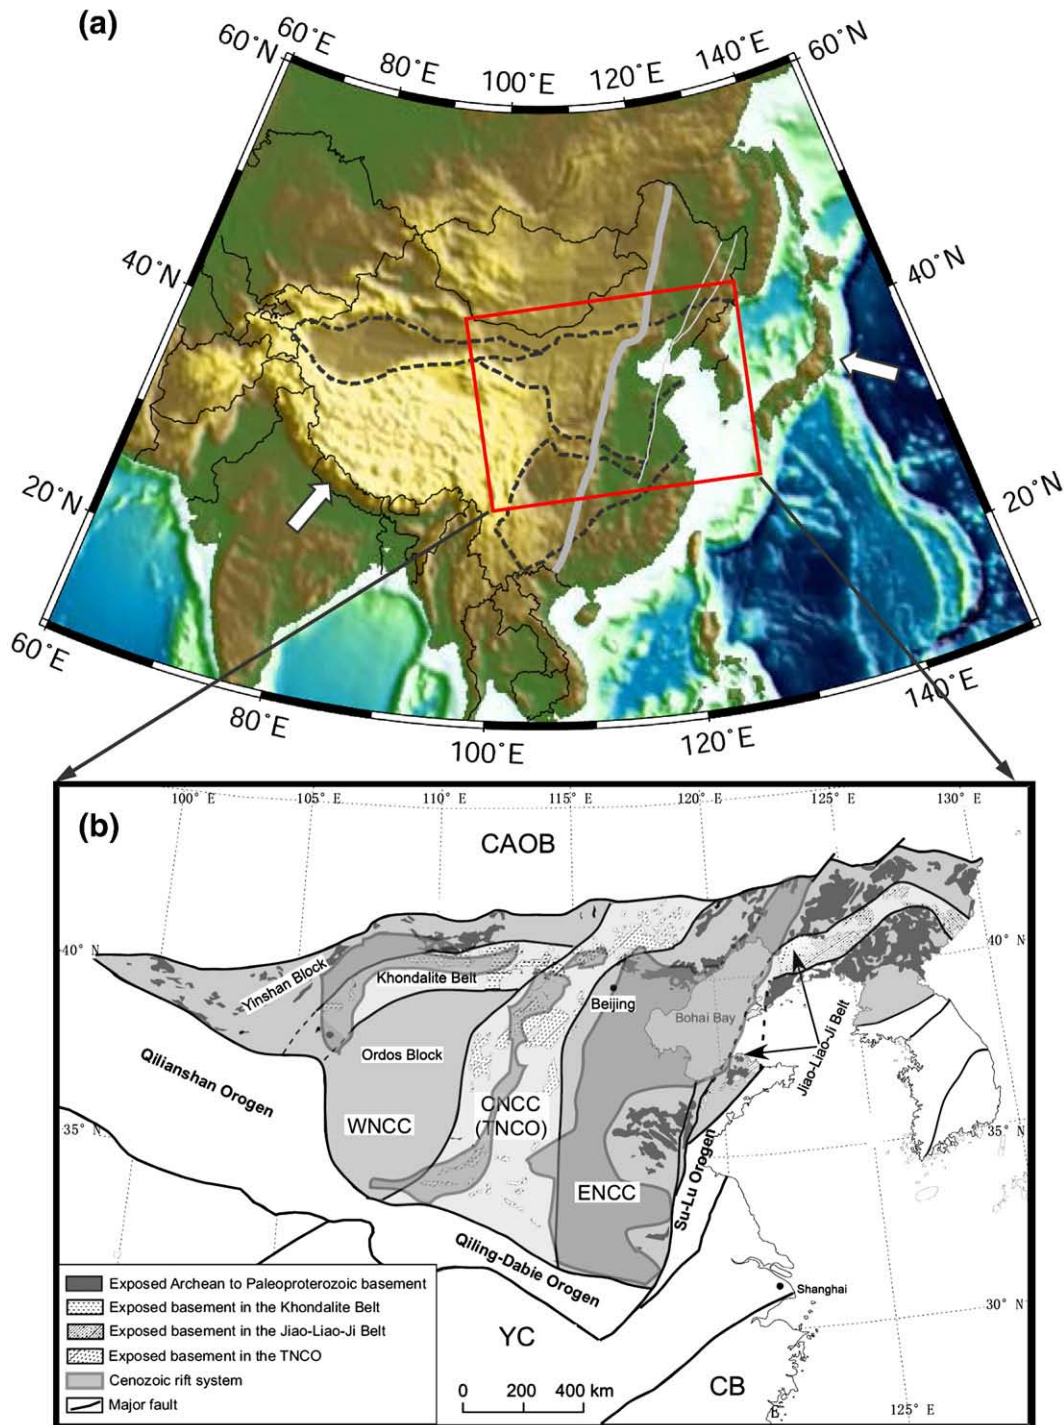 (a)
60°E
80°E
100°E
120°E
140°E
60°N
60°N
40°N
40°N
20°N
20°N
60°E
80°E
100°E
120°E
140°E
(b)
100° E
105° E
110° E
115° E
120° E
125° E
130° E
CAOB
40° N
40° N
Yinshan Block
Khondalite Belt
Beijing
Bohai Bay
Ordos Block
Jiao-Liao-Ji Belt
Qilianshan Orogen
WNCC
CNCC
(TNCO)
35° N
35° N
ENCC
Su-Lu Orogen
Qiling-Dabie Orogen
Shanghai
30° N
YC
CB
125° E
Exposed Archean to Paleoproterozoic basement
Exposed basement in the Khondalite Belt
Exposed basement in the Jiao-Liao-Ji Belt
Exposed basement in the TNCO
Cenozoic rift system
Major fault
0 200 400 km